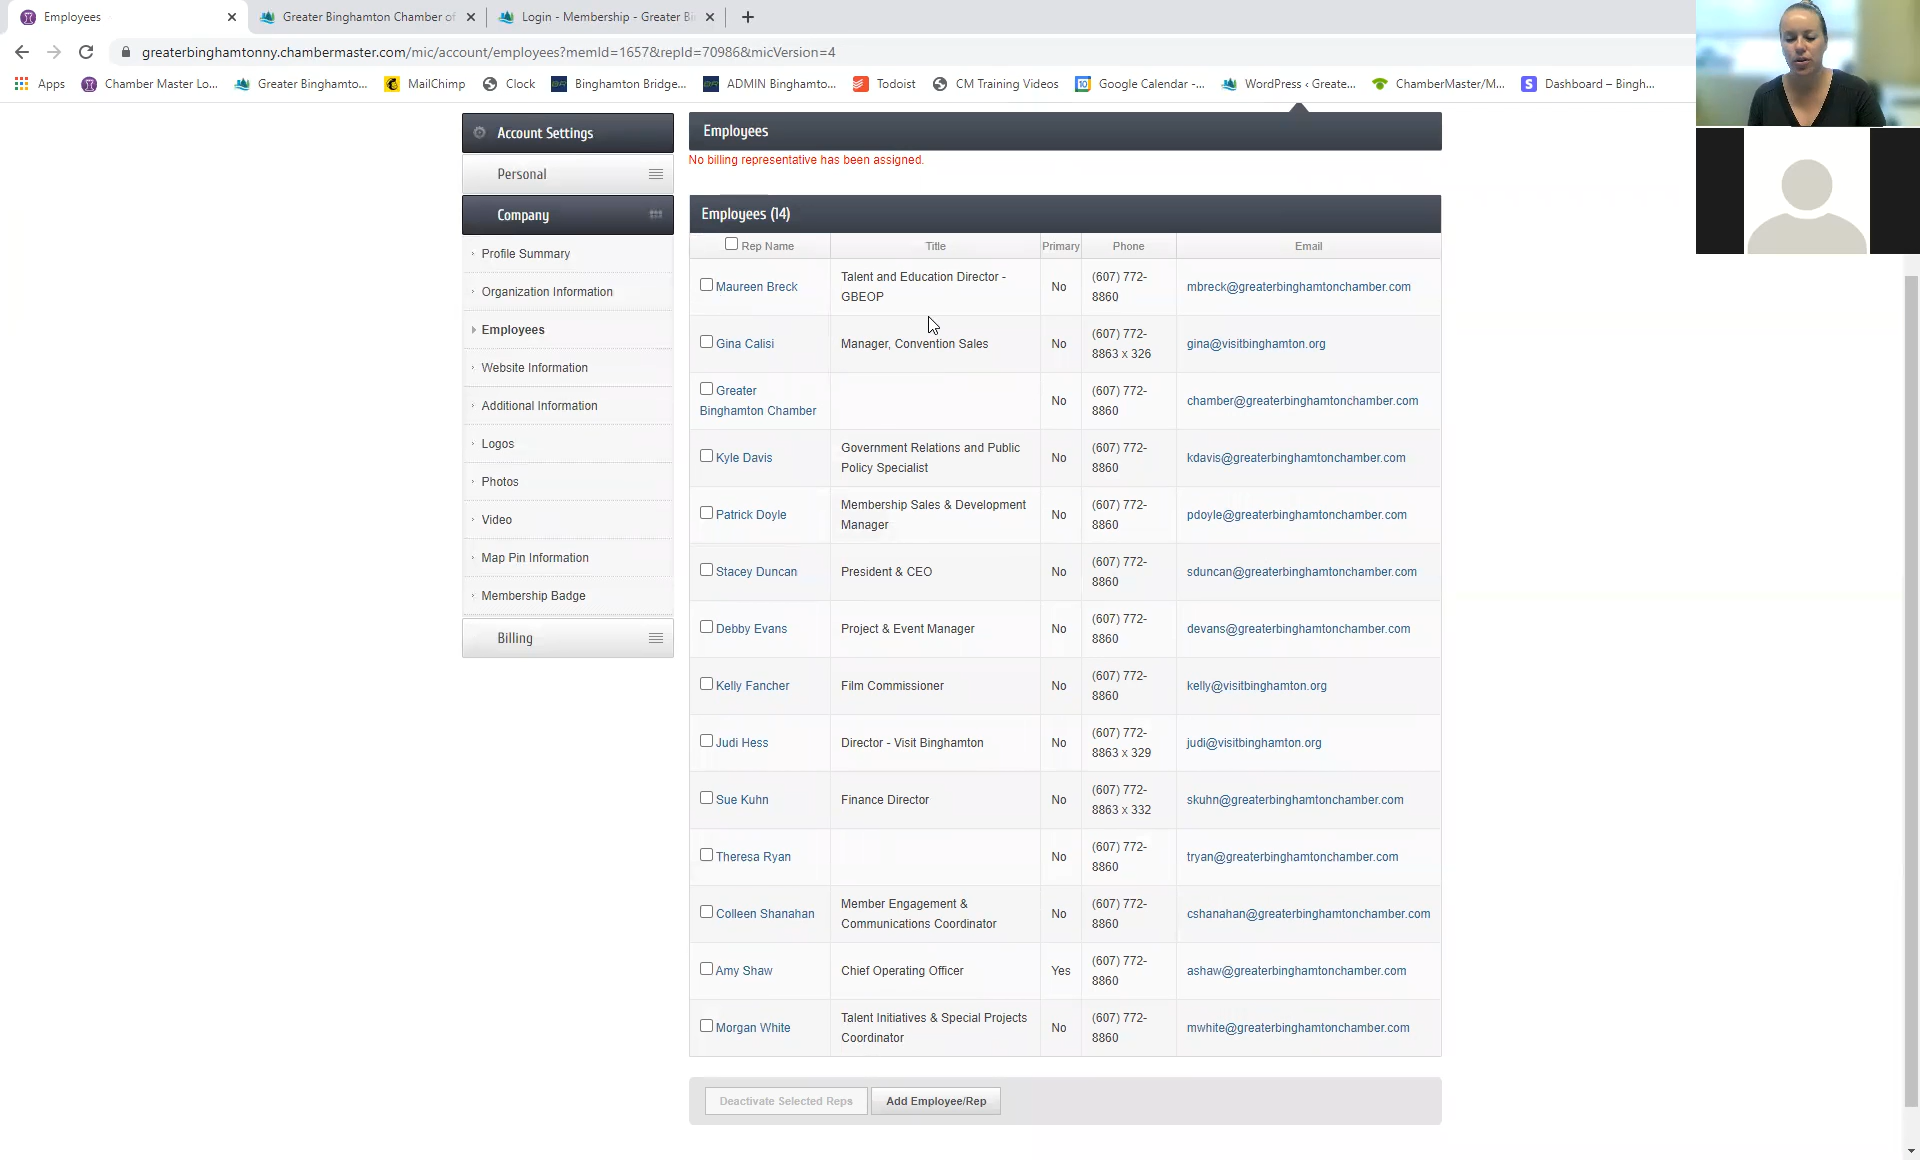 Employees
Greater Binghamton Chamber of
Login - Membership - Greater Bi
greaterbinghamtonny.chambermaster.com/mic/account/employees?memId=1657&repId=70986&micVersion=4
Apps
Chamber Master Lo...
Greater Binghamto...
MailChimp
Clock
Binghamton Bridge...
ADMIN Binghamto...
Todoist
CM Training Videos
Google Calendar -...
WordPress ‹ Greate...
ChamberMaster/M...
Dashboard – Bingh...
Account Settings
Personal
Company
Profile Summary
Organization Information
Employees
Website Information
Additional Information
Logos
Photos
Video
Map Pin Information
Membership Badge
Billing
Employees
No billing representative has been assigned.
Employees (14)
Rep Name Title Primary Phone Email
Maureen Breck
Talent and Education Director -
GBEOP
No
(607) 772-
8860
mbreck@greaterbinghamtonchamber.com
Gina Calisi
Manager, Convention Sales
No
(607) 772-
8863 x 326
gina@visitbinghamton.org
Greater
Binghamton Chamber
No
(607) 772-
8860
chamber@greaterbinghamtonchamber.com
Kyle Davis
Government Relations and Public
Policy Specialist
No
(607) 772-
8860
kdavis@greaterbinghamtonchamber.com
Patrick Doyle
Membership Sales & Development
Manager
No
(607) 772-
8860
pdoyle@greaterbinghamtonchamber.com
Stacey Duncan
President & CEO
No
(607) 772-
8860
sduncan@greaterbinghamtonchamber.com
Debby Evans
Project & Event Manager
No
(607) 772-
8860
devans@greaterbinghamtonchamber.com
Kelly Fancher
Film Commissioner
No
(607) 772-
8860
kelly@visitbinghamton.org
Judi Hess
Director - Visit Binghamton
No
(607) 772-
8863 x 329
judi@visitbinghamton.org
Sue Kuhn
Finance Director
No
(607) 772-
8863 x 332
skuhn@greaterbinghamtonchamber.com
Theresa Ryan
No
(607) 772-
8860
tryan@greaterbinghamtonchamber.com
Colleen Shanahan
Member Engagement &
Communications Coordinator
No
(607) 772-
8860
cshanahan@greaterbinghamtonchamber.com
Amy Shaw
Chief Operating Officer
Yes
(607) 772-
8860
ashaw@greaterbinghamtonchamber.com
Morgan White
Talent Initiatives & Special Projects
Coordinator
No
(607) 772-
8860
mwhite@greaterbinghamtonchamber.com
Deactivate Selected Reps
Add Employee/Rep